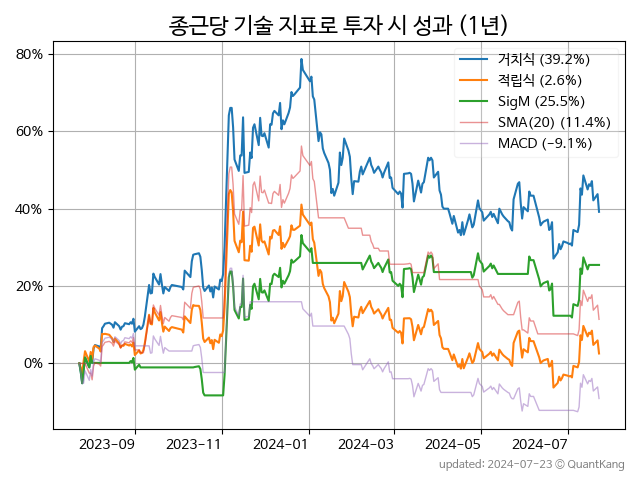 종근당 기술 지표로 투자 시 성과 (1년)
80%
60%
40%
20%
0%
거치식 (39.2%)
적립식 (2.6%)
SigM (25.5%)
SMA(20) (11.4%)
MACD (-9.1%)
2023-09
2023-11
2024-01
2024-03
2024-05
2024-07
updated: 2024-07-23 © QuantKang